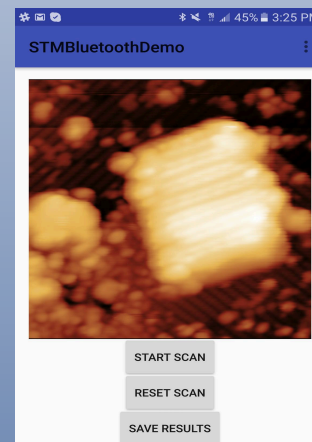 45% 3:25 PM
STMBluetoothDemo
START SCAN
RESET SCAN
SAVE RESULTS